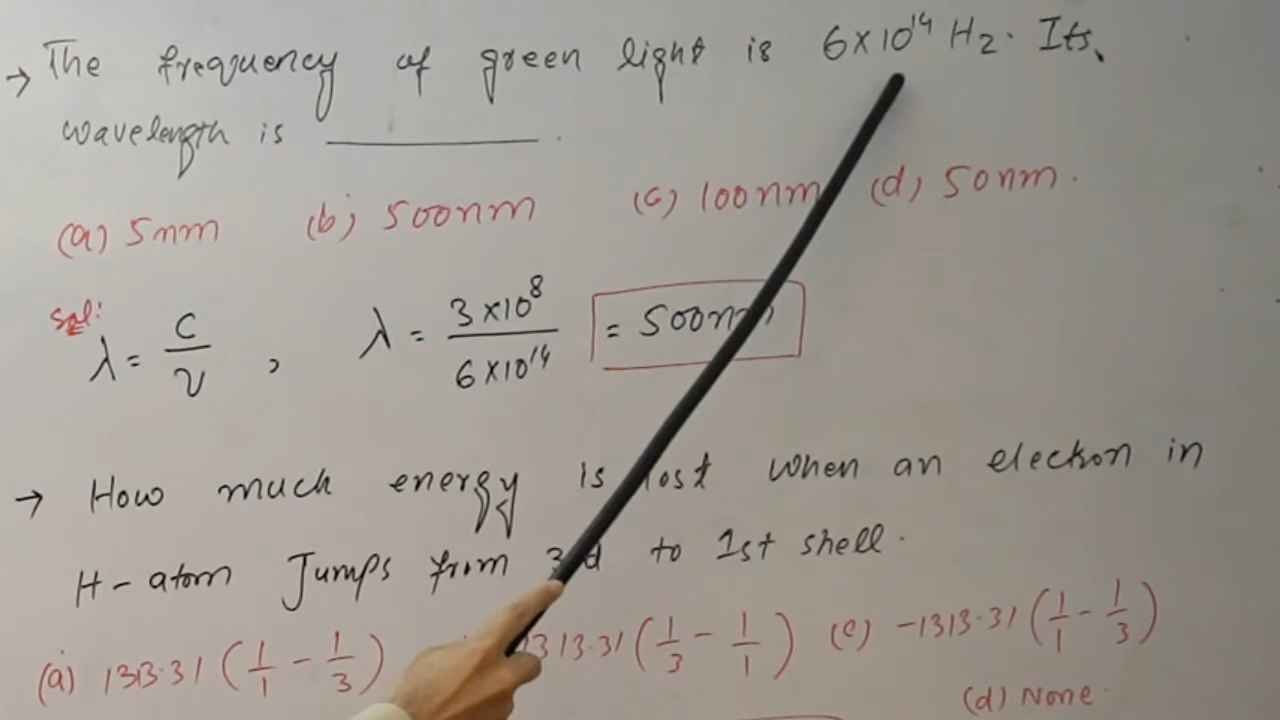 → The frequency of green light is 6×10¹⁴ Hz. Its
wavelength is ________.
(a) 5nm (b) 500nm (c) 100nm (d) 50nm.
Sol:
λ = c/ν , λ = 3×10⁸/6×10¹⁴ = 500nm
→ How much energy is lost when an electron in
H-atom Jumps from 3rd to 1st shell.
(a) 1313.31 (1/1 - 1/3) 1313.31 (1/3 - 1/1) (c) -1313.31 (1/1 - 1/3)
(d) None.